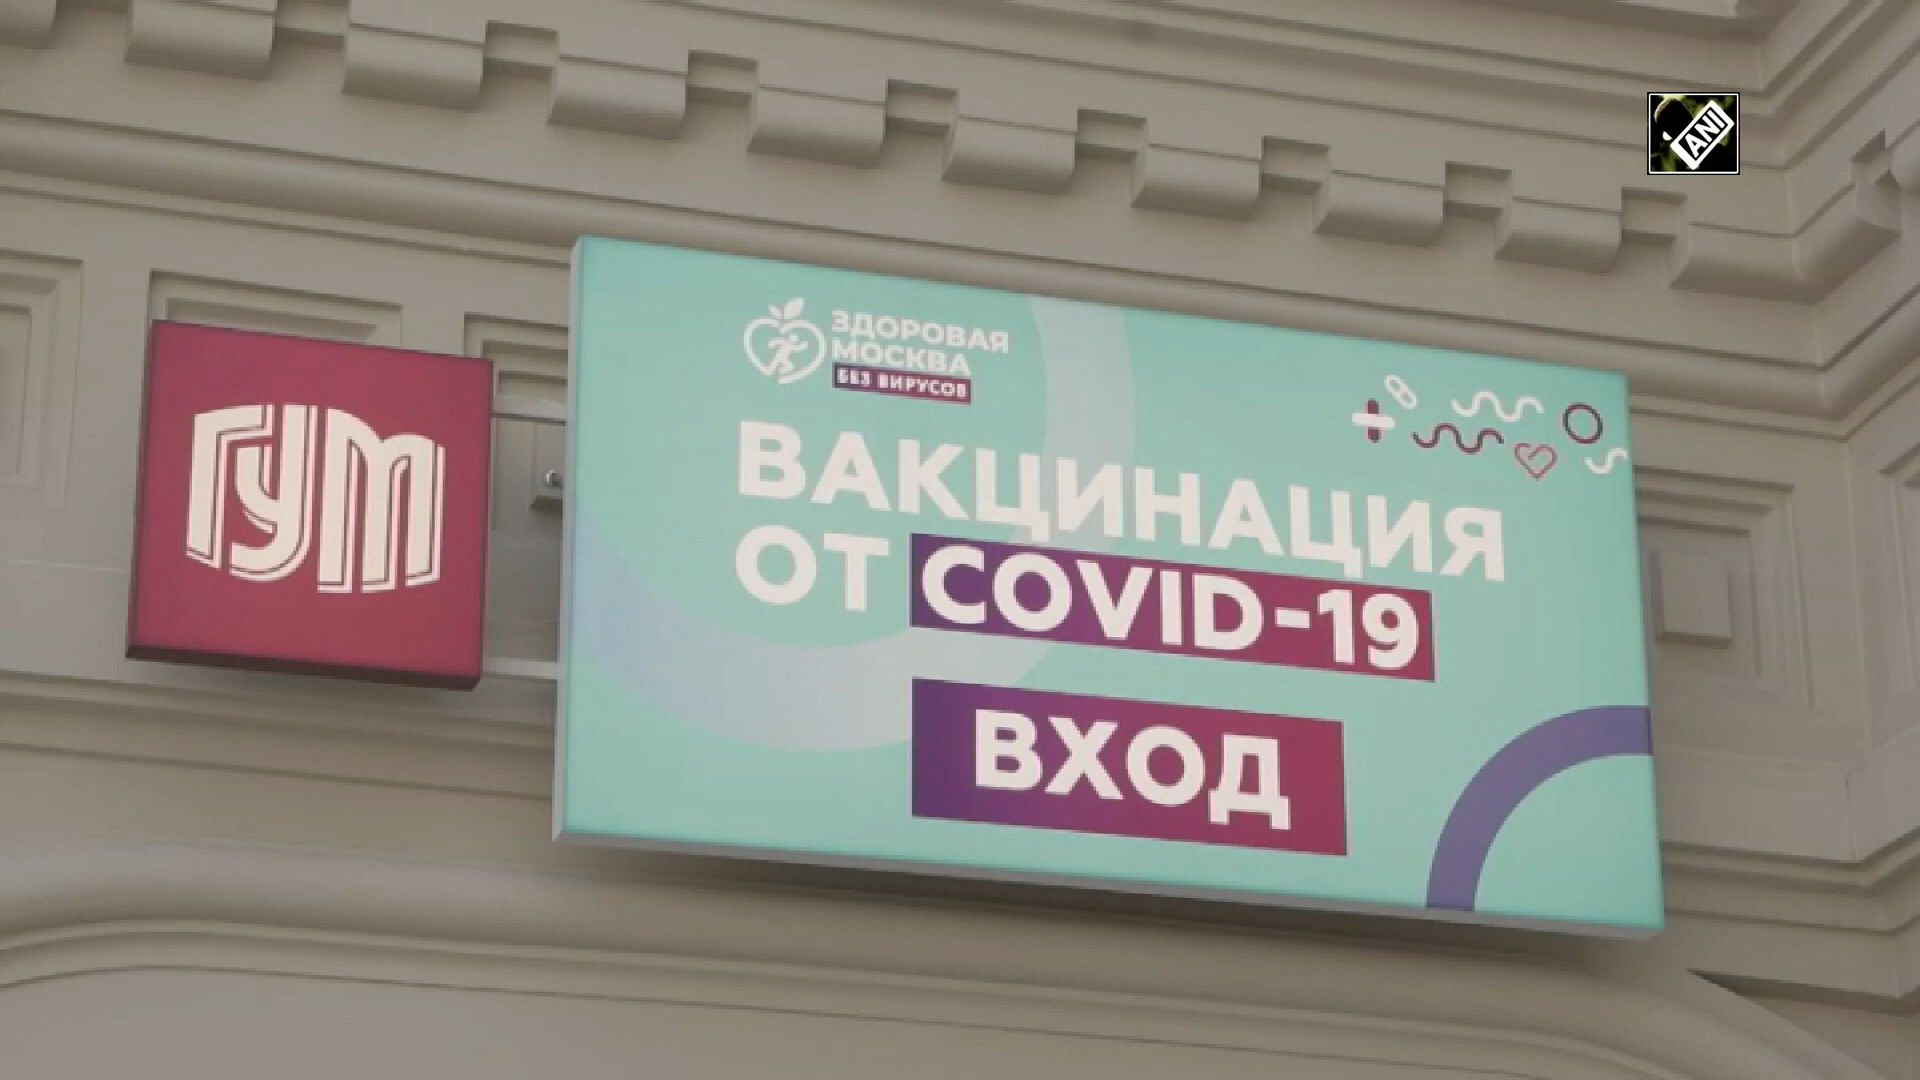 ANI
ГУМ
ЗДОРОВАЯ
МОСКВА
БЕЗ ВИРУСОВ
ВАКЦИНАЦИЯ
ОТ COVID-19
ВХОД